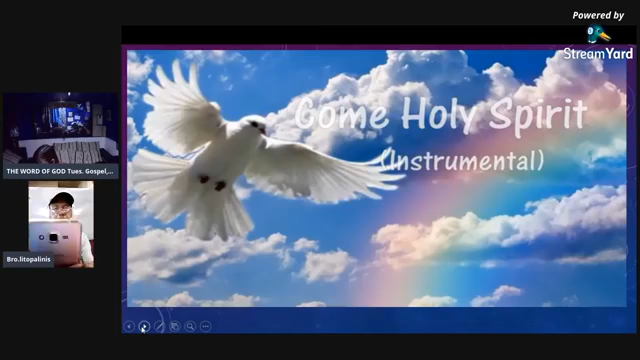 Powered by
StreamYard
Come Holy Spirit
(Instrumental)
THE WORD OF GOD Tues. Gospel,...
Bro.litopalinis